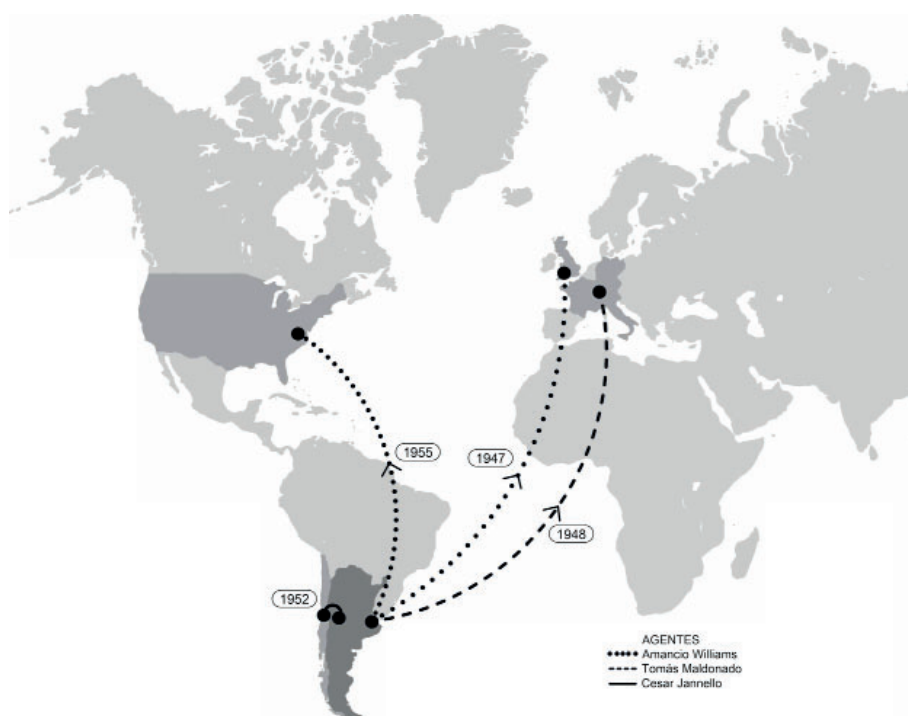 1955
1947
1948
1952
AGENTES
Amancio Williams
Tomás Maldonado
Cesar Jannello